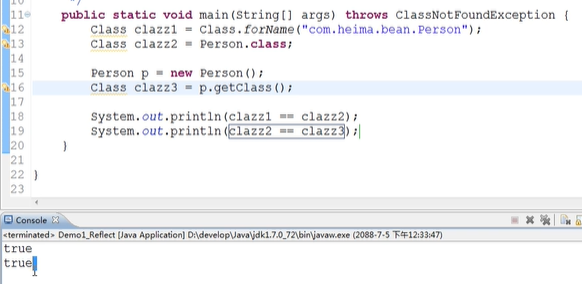 11 public static void main(String[] args) throws ClassNotFoundException {
12 Class clazz1 = Class.forName("com.heima.bean.Person");
13 Class clazz2 = Person.class;
14
15 Person p = new Person();
16 Class clazz3 = p.getClass();
17
18 System.out.println(clazz1 == clazz2);
19 System.out.println(clazz2 == clazz3);
20 }
21
22 }
23
Console
<terminated> Demo1_Reflect [Java Application] D:\develop\Java\jdk1.7.0_72\bin\javaw.exe (2088-7-5 下午12:33:47)
true
true